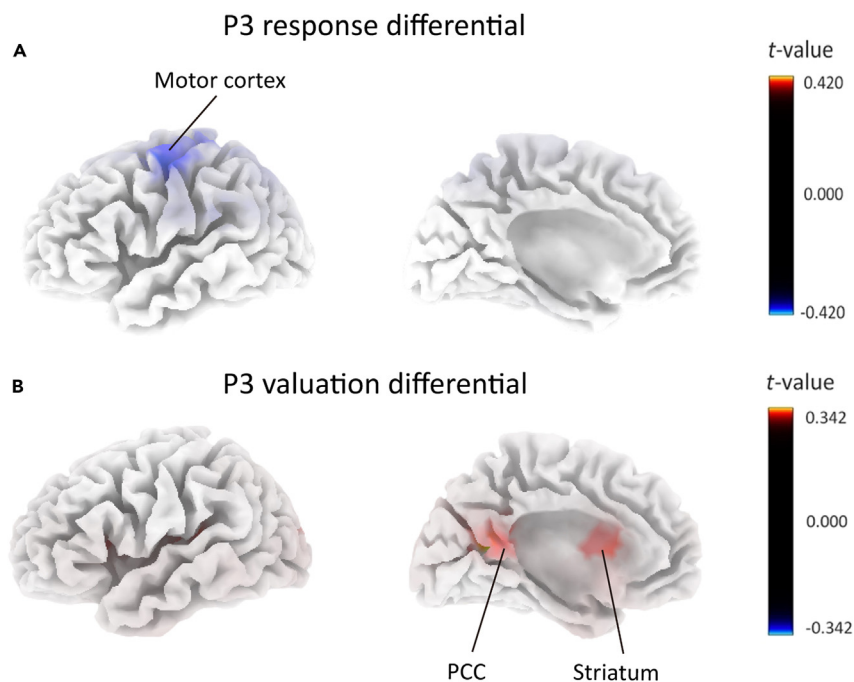 P3 response differential
A
t-value
Motor cortex
0.420
0.000
-0.420
B
P3 valuation differential
t-value
0.342
0.000
-0.342
PCC
Striatum